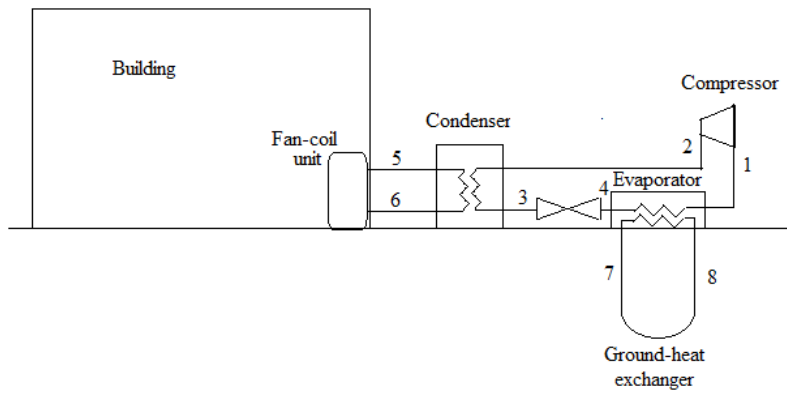 Building
Compressor
Condenser
Fan-coil
unit
5
2
1
Evaporator
6
3
4
7
8
Ground-heat
exchanger